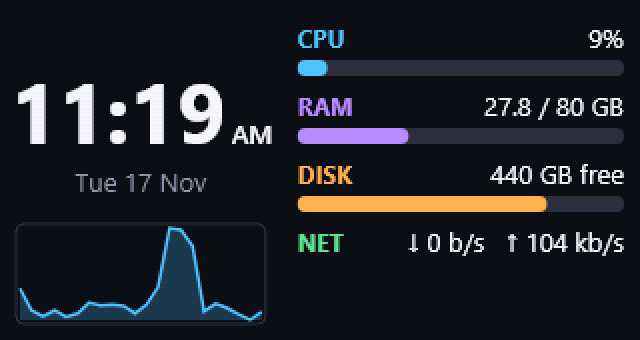 11:19 AM
Tue 17 Nov
CPU 9%
RAM 27.8 / 80 GB
DISK 440 GB free
NET ↓ 0 b/s ↑ 104 kb/s